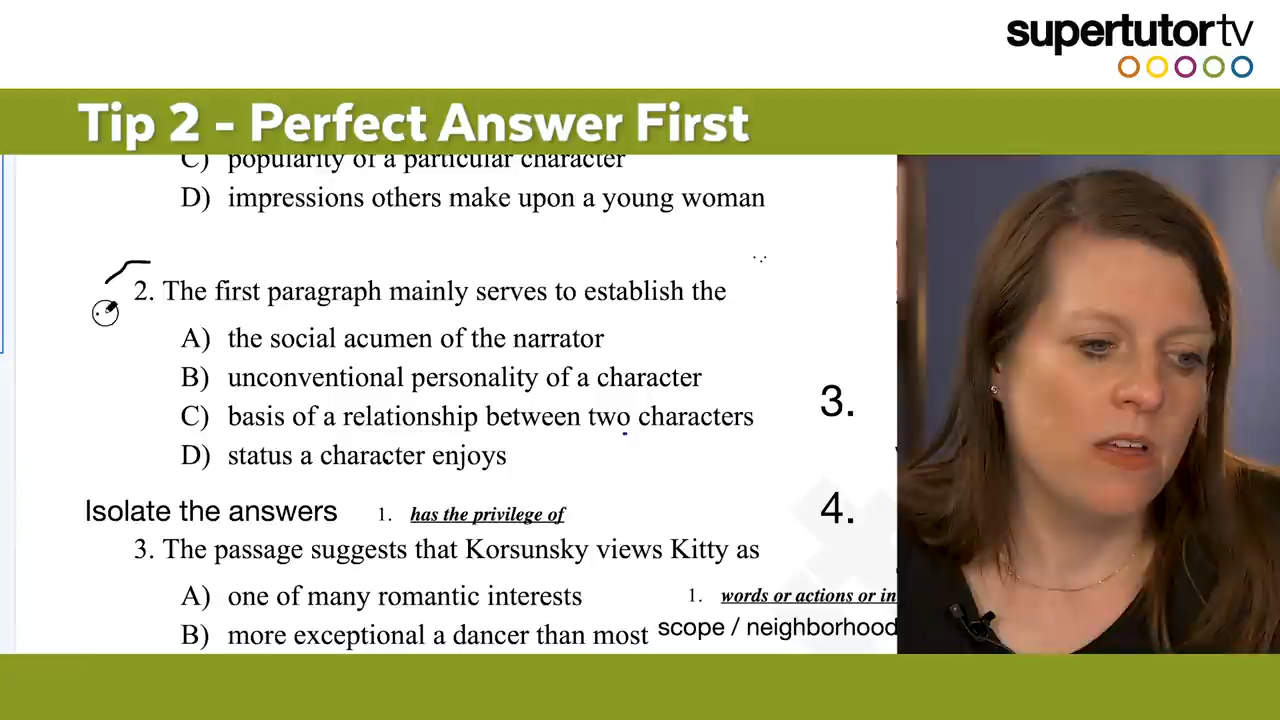 supertutortv
Tip 2 - Perfect Answer First
C) popularity of a particular character
D) impressions others make upon a young woman
2. The first paragraph mainly serves to establish the
A) the social acumen of the narrator
B) unconventional personality of a character
C) basis of a relationship between two characters
D) status a character enjoys
3.
4.
Isolate the answers 1. has the privilege of
3. The passage suggests that Korsunsky views Kitty as
A) one of many romantic interests
1. words or actions or in
B) more exceptional a dancer than most
scope / neighborhood